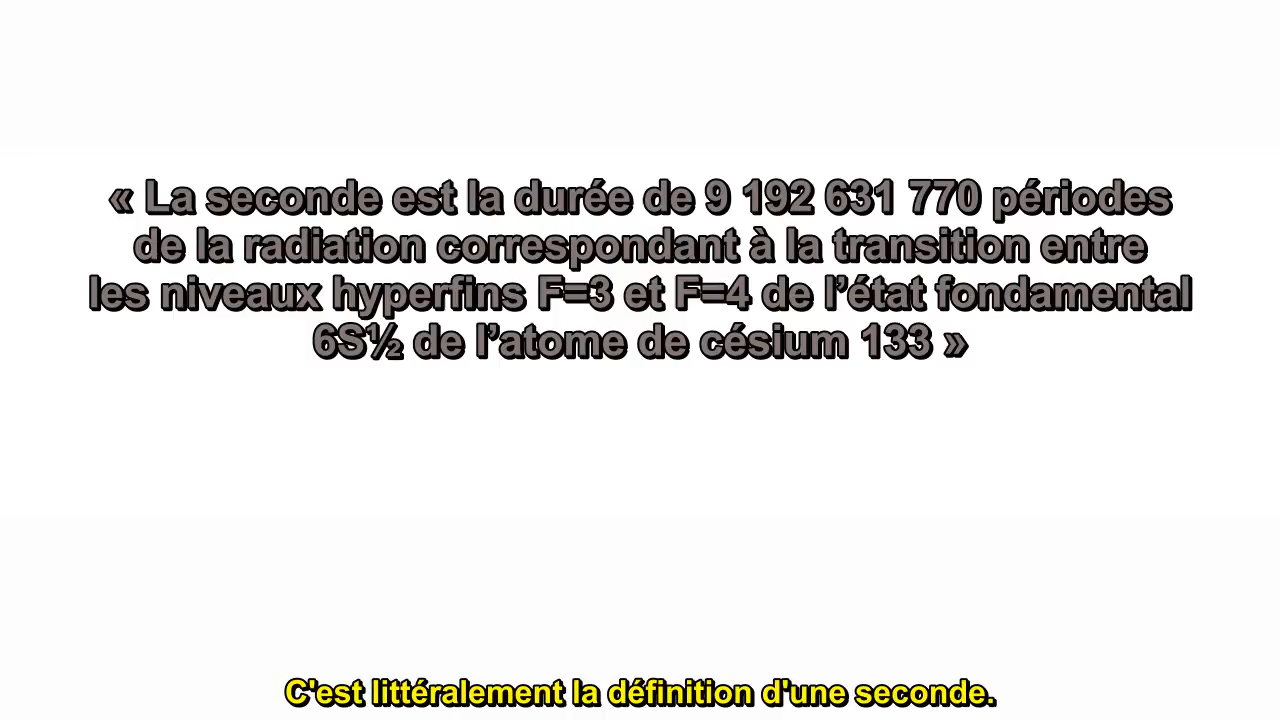 « La seconde est la durée de 9 192 631 770 périodes
de la radiation correspondant à la transition entre
les niveaux hyperfins F=3 et F=4 de l’état fondamental
6S½ de l’atome de césium 133 »
C'est littéralement la définition d'une seconde.